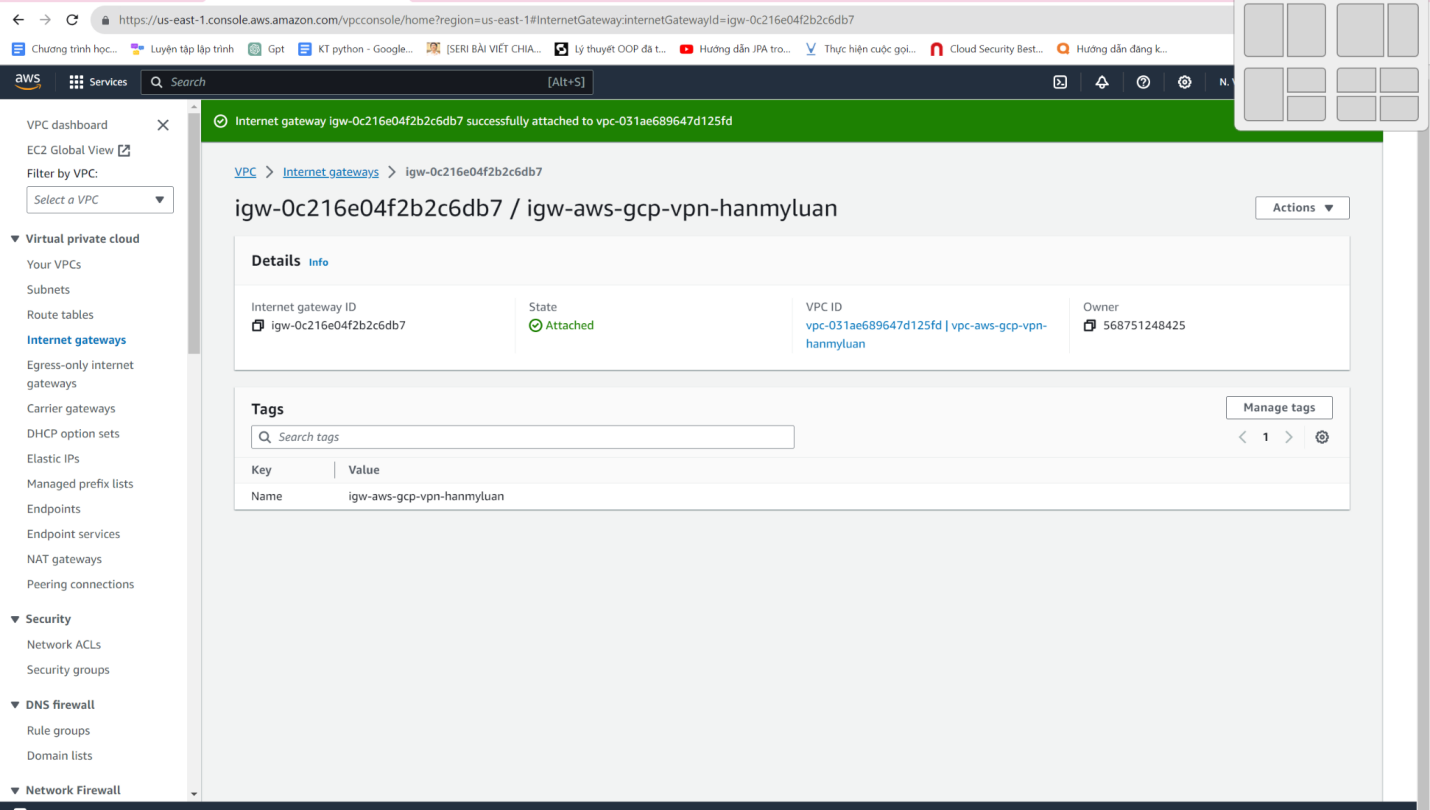 https://us-east-1.console.aws.amazon.com/vpcconsole/home?region=us-east-1#InternetGateway:internetGatewayId=igw-0c216e04f2b2c6db7
Chương trình học... Luyện tập lập trình Gpt KT python - Google... [SERI BÀI VIẾT CHIA... Lý thuyết OOP đã t... Hướng dẫn JPA tro... Thực hiện cuộc gọi... Cloud Security Best... Hướng dẫn đăng k...
aws Services Search [Alt+S] N.
VPC dashboard
EC2 Global View
Filter by VPC:
Select a VPC
Virtual private cloud
Your VPCs
Subnets
Route tables
Internet gateways
Egress-only internet
gateways
Carrier gateways
DHCP option sets
Elastic IPs
Managed prefix lists
Endpoints
Endpoint services
NAT gateways
Peering connections
Security
Network ACLs
Security groups
DNS firewall
Rule groups
Domain lists
Network Firewall
Internet gateway igw-0c216e04f2b2c6db7 successfully attached to vpc-031ae689647d125fd
VPC > Internet gateways > igw-0c216e04f2b2c6db7
igw-0c216e04f2b2c6db7 / igw-aws-gcp-vpn-hanmyluan
Actions
Details Info
Internet gateway ID
igw-0c216e04f2b2c6db7
State
Attached
VPC ID
vpc-031ae689647d125fd | vpc-aws-gcp-vpn-
hanmyluan
Owner
568751248425
Tags
Manage tags
Search tags
1
Key Value
Name igw-aws-gcp-vpn-hanmyluan